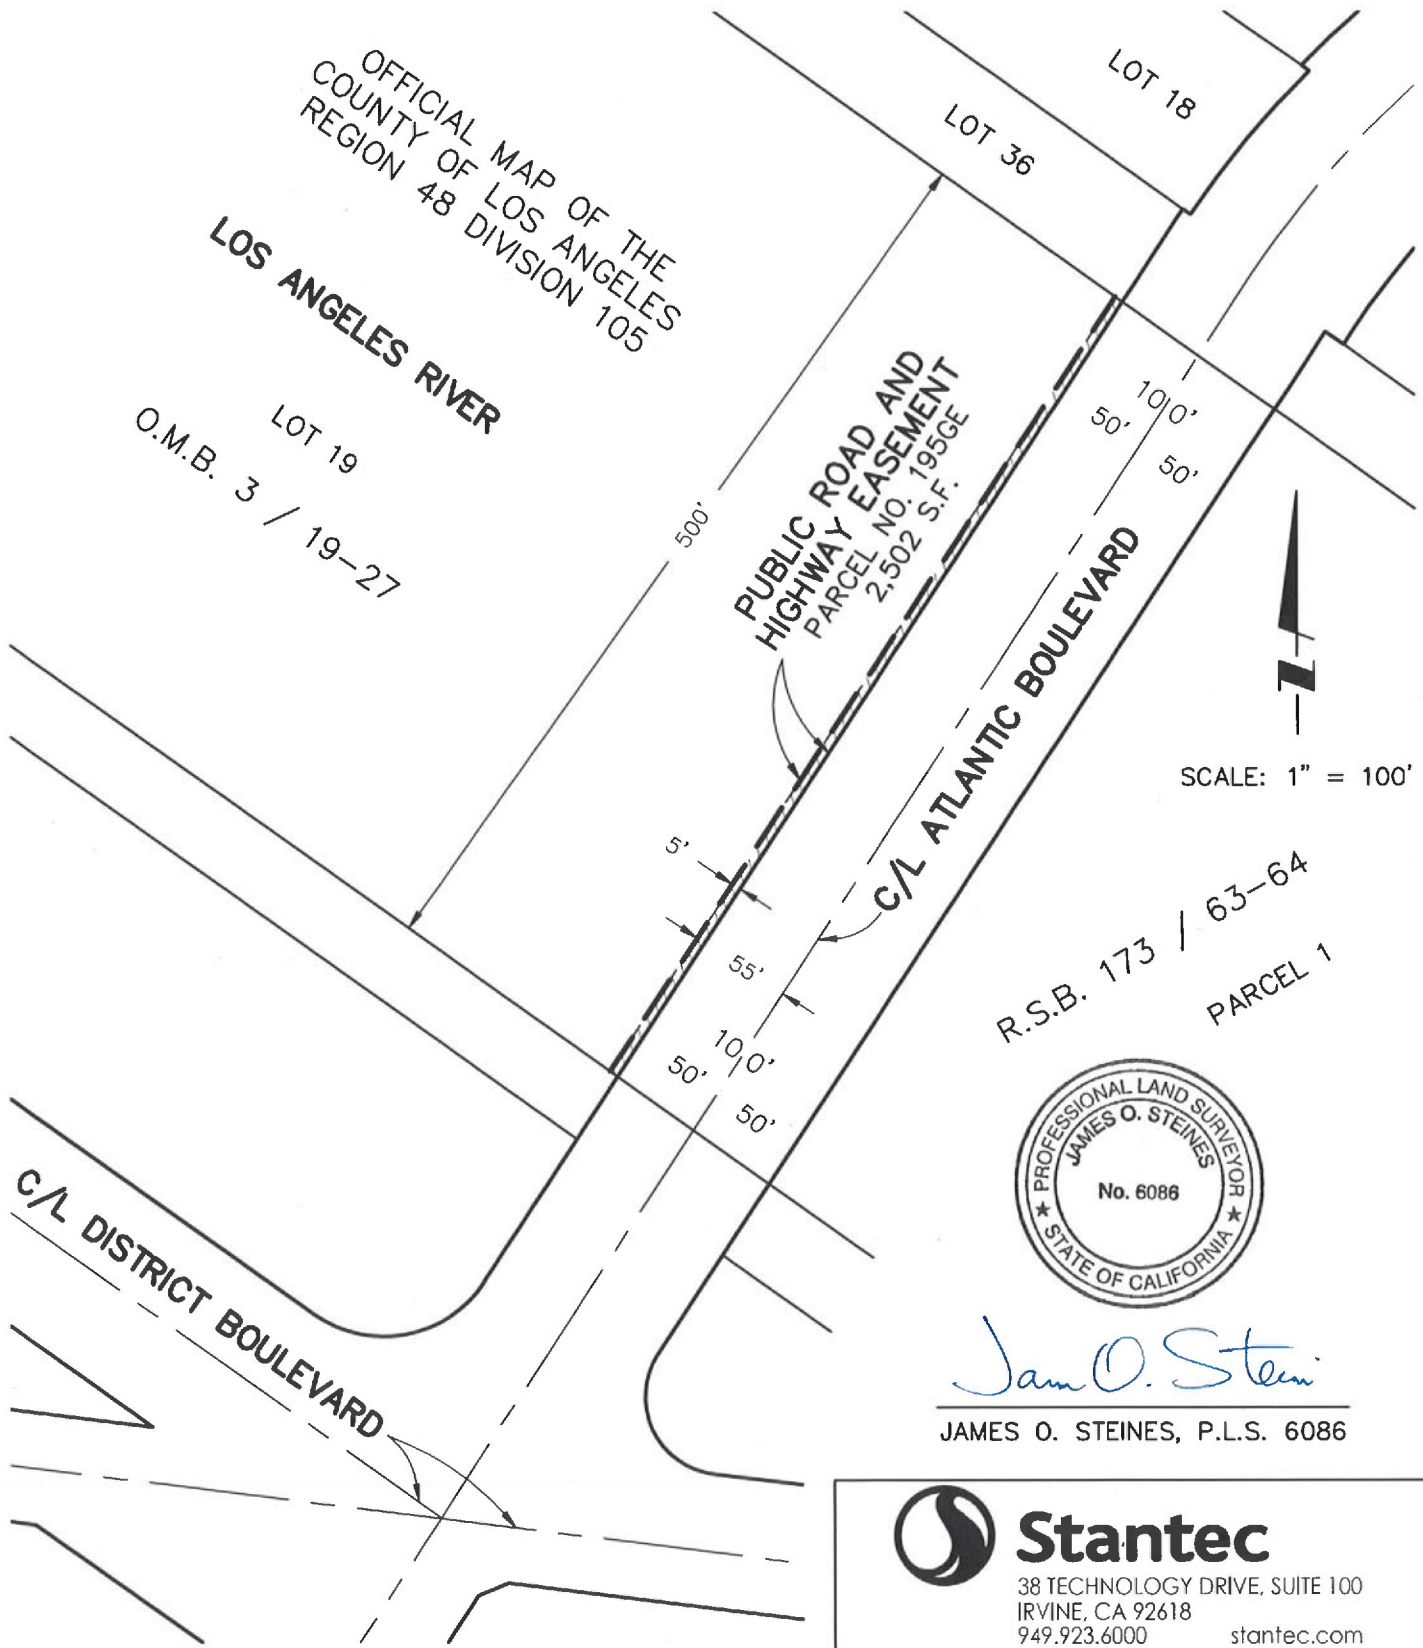 OFFICIAL MAP OF THE
COUNTY OF LOS ANGELES
REGION 48 DIVISION 105
LOS ANGELES RIVER
LOT 19
O.M.B. 3 / 19-27
LOT 18
LOT 36
500'
PUBLIC ROAD AND
HIGHWAY EASEMENT
PARCEL NO. 195GE
2,502 S.F.
100'
50'
50'
C/L ATLANTIC BOULEVARD
SCALE: 1" = 100'
5'
55'
100'
50'
50'
R.S.B. 173 / 63-64
PARCEL 1
C/L DISTRICT BOULEVARD
PROFESSIONAL LAND SURVEYOR
JAMES O. STEINES
No. 6086
★ STATE OF CALIFORNIA ★
Jam O. Stein
JAMES O. STEINES, P.L.S. 6086
Stantec
38 TECHNOLOGY DRIVE, SUITE 100
IRVINE, CA 92618
949.923.6000 stantec.com